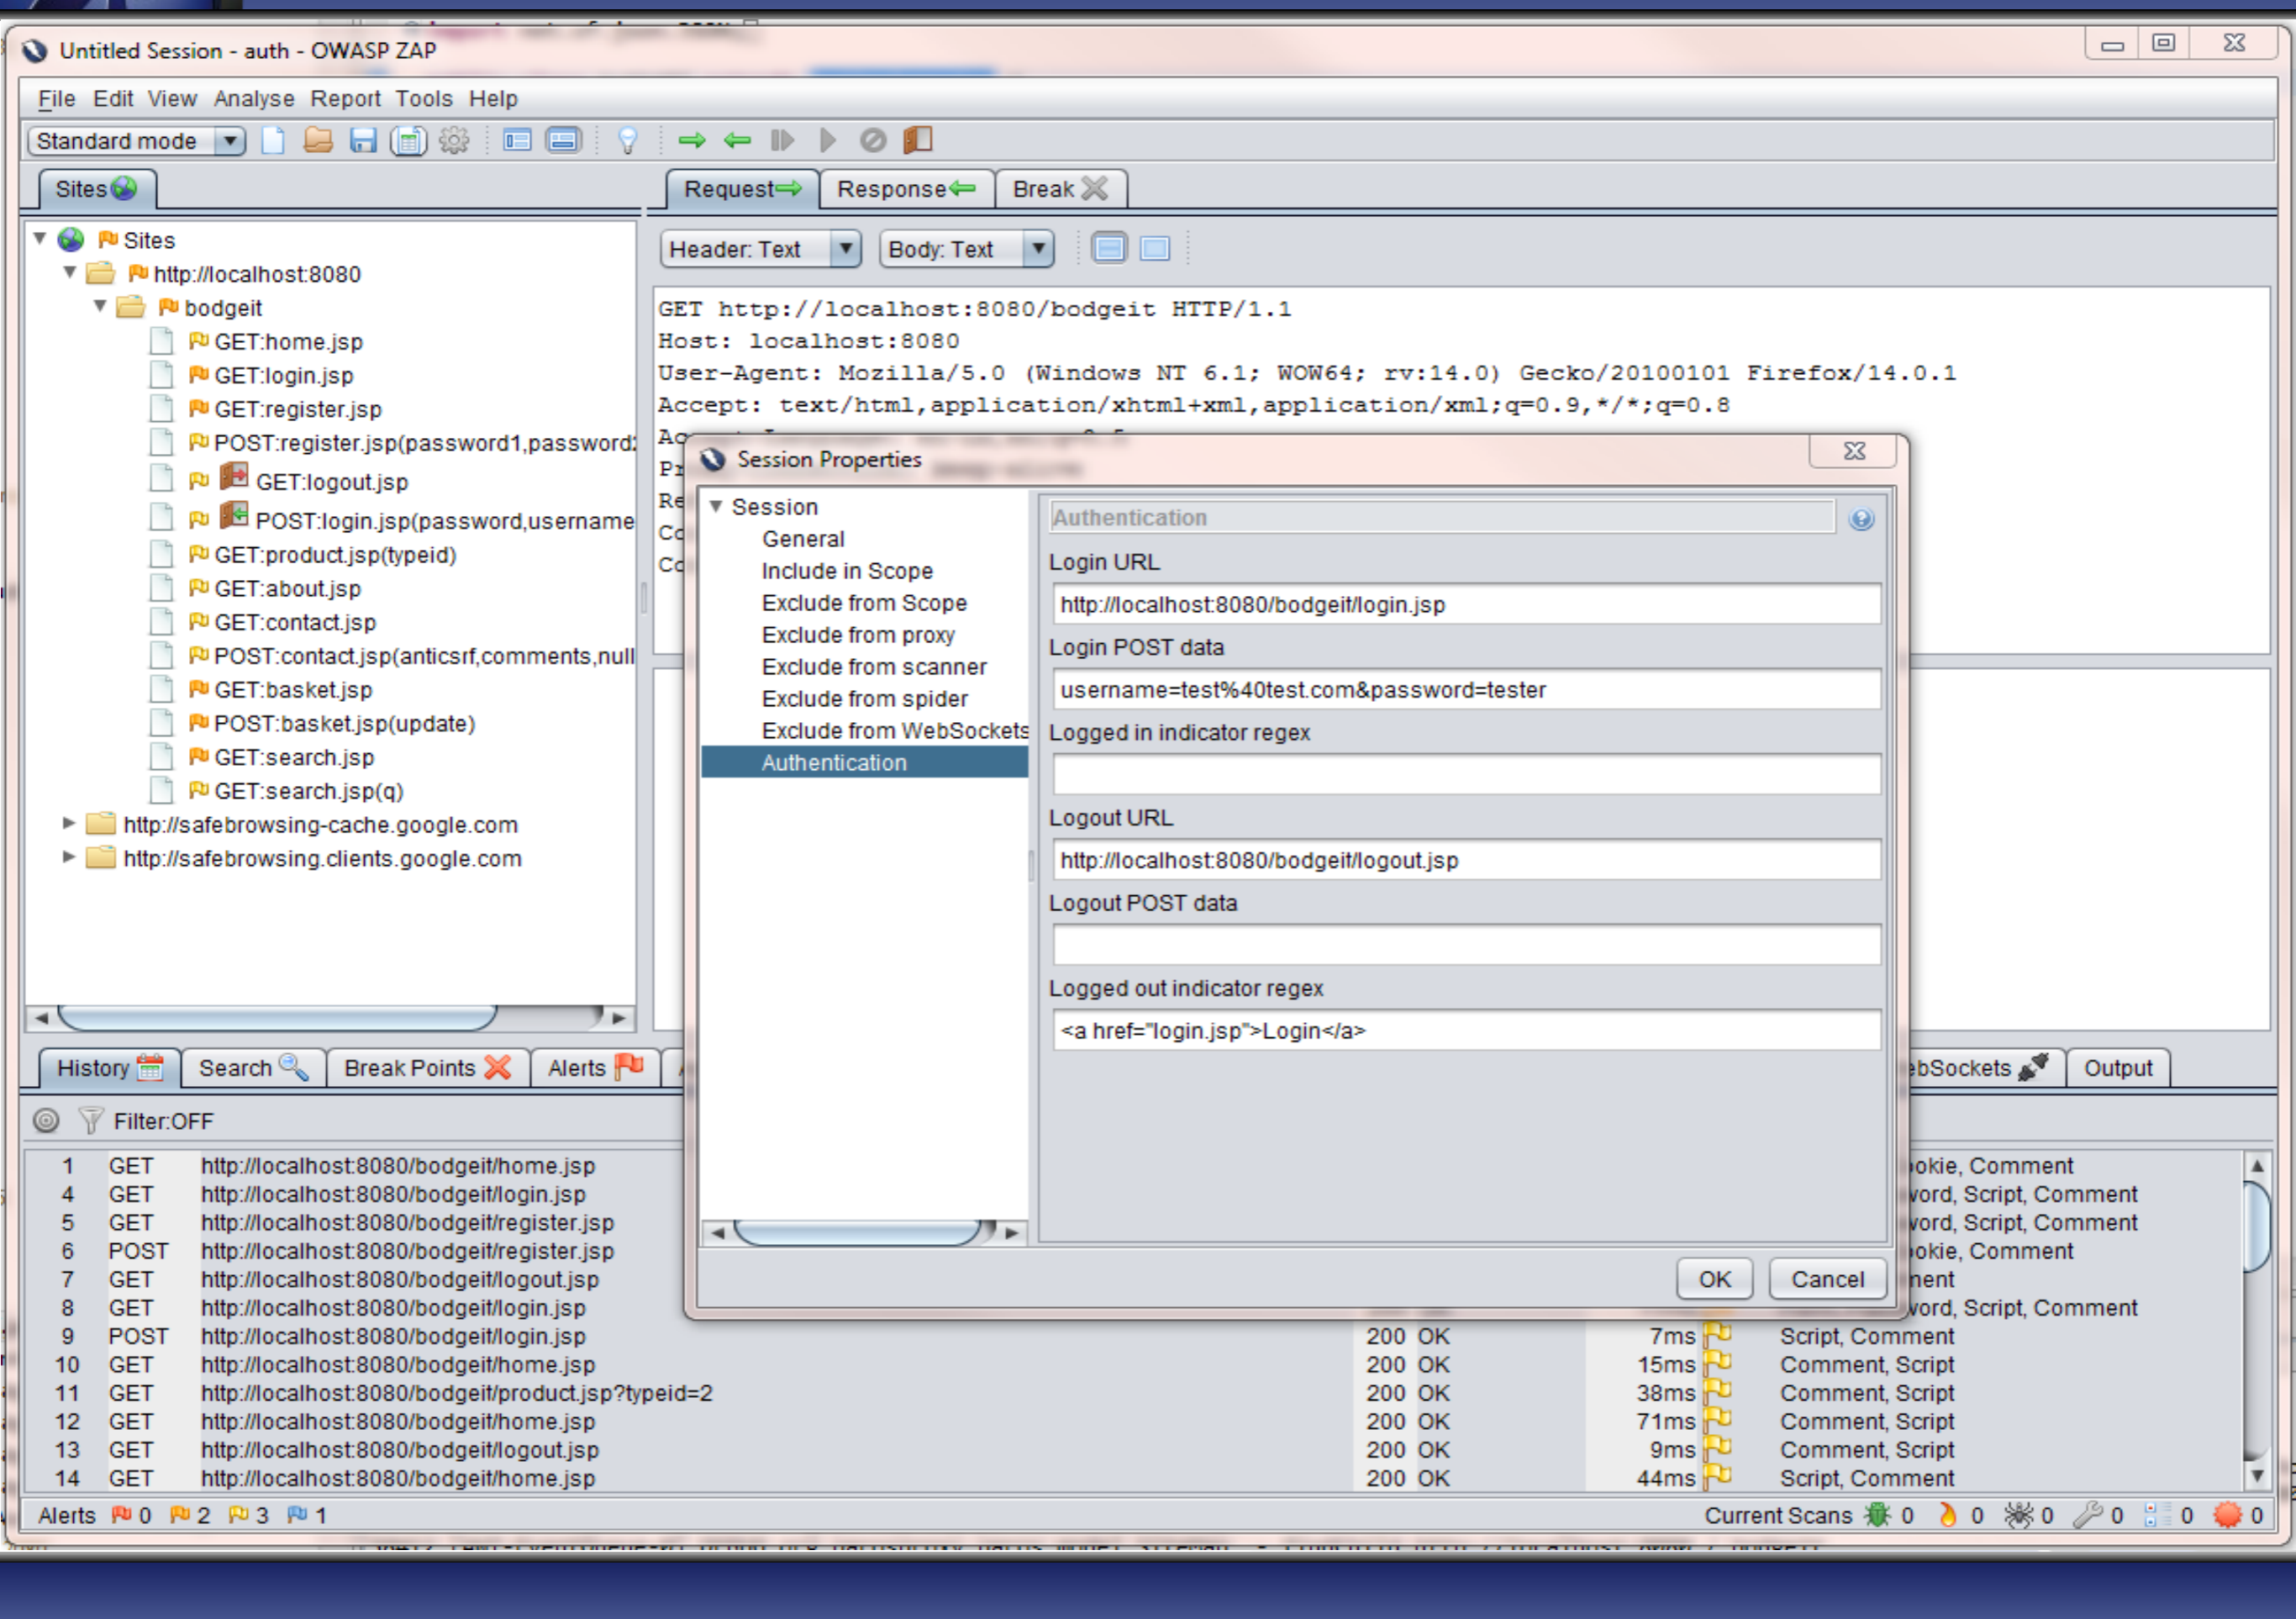 Untitled Session - auth - OWASP ZAP
File Edit View Analyse Report Tools Help
Standard mode
Sites
Request Response Break
Sites
http://localhost:8080
bodgeit
GET:home.jsp
GET:login.jsp
GET:register.jsp
POST:register.jsp(password1,password
GET:logout.jsp
POST:login.jsp(password,username
GET:product.jsp(typeid)
GET:about.jsp
GET:contact.jsp
POST:contact.jsp(anticsrf,comments,null
GET:basket.jsp
POST:basket.jsp(update)
GET:search.jsp
GET:search.jsp(q)
http://safebrowsing-cache.google.com
http://safebrowsing.clients.google.com
Header: Text Body: Text
GET http://localhost:8080/bodgeit HTTP/1.1
Host: localhost:8080
User-Agent: Mozilla/5.0 (Windows NT 6.1; WOW64; rv:14.0) Gecko/20100101 Firefox/14.0.1
Accept: text/html,application/xhtml+xml,application/xml;q=0.9,*/*;q=0.8
Session Properties
Session
General
Include in Scope
Exclude from Scope
Exclude from proxy
Exclude from scanner
Exclude from spider
Exclude from WebSockets
Authentication
Authentication
Login URL
http://localhost:8080/bodgeit/login.jsp
Login POST data
username=test%40test.com&password=tester
Logged in indicator regex
Logout URL
http://localhost:8080/bodgeit/logout.jsp
Logout POST data
Logged out indicator regex
<a href="login.jsp">Login</a>
OK Cancel
History Search Break Points Alerts ebSockets Output
Filter:OFF
1 GET http://localhost:8080/bodgeit/home.jsp okie, Comment
4 GET http://localhost:8080/bodgeit/login.jsp word, Script, Comment
5 GET http://localhost:8080/bodgeit/register.jsp word, Script, Comment
6 POST http://localhost:8080/bodgeit/register.jsp okie, Comment
7 GET http://localhost:8080/bodgeit/logout.jsp ment
8 GET http://localhost:8080/bodgeit/login.jsp word, Script, Comment
9 POST http://localhost:8080/bodgeit/login.jsp 200 OK 7ms Script, Comment
10 GET http://localhost:8080/bodgeit/home.jsp 200 OK 15ms Comment, Script
11 GET http://localhost:8080/bodgeit/product.jsp?typeid=2 200 OK 38ms Comment, Script
12 GET http://localhost:8080/bodgeit/home.jsp 200 OK 71ms Comment, Script
13 GET http://localhost:8080/bodgeit/logout.jsp 200 OK 9ms Comment, Script
14 GET http://localhost:8080/bodgeit/home.jsp 200 OK 44ms Script, Comment
Alerts 0 2 3 1 Current Scans 0 0 0 0 0 0